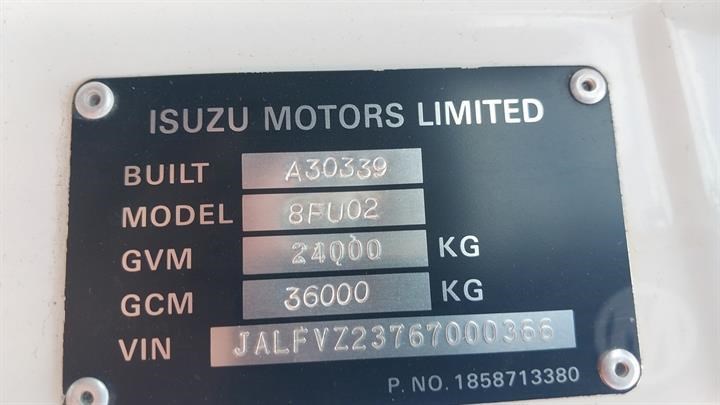 ISUZU MOTORS LIMITED
BUILT A30339
MODEL 8FU02
GVM 24000 KG
GCM 36000 KG
VIN JALFVZ23767000366
P. NO. 1858713380